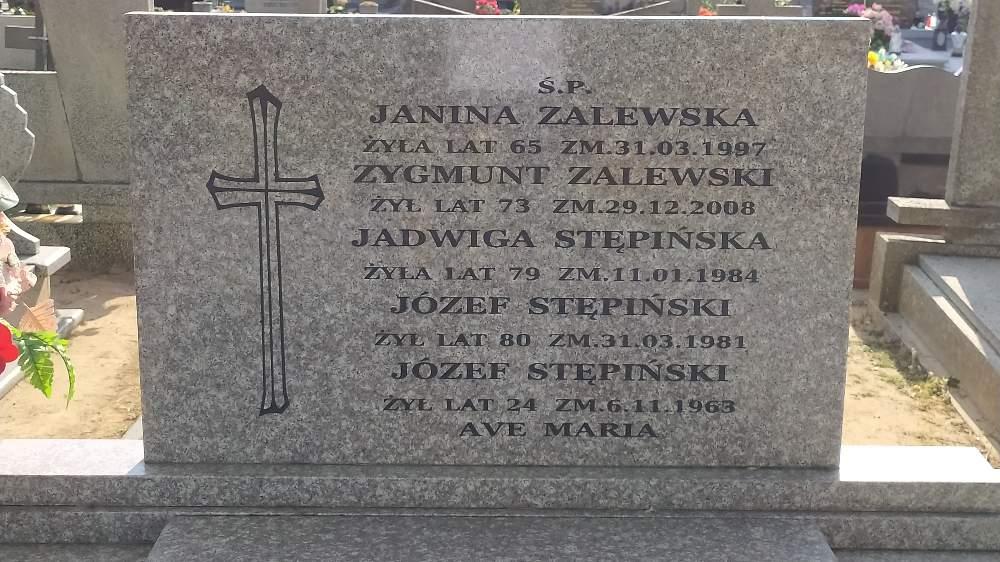 Ś.P.
JANINA ZALEWSKA
ŻYŁA LAT 65 ZM.31.03.1997
ZYGMUNT ZALEWSKI
ŻYŁ LAT 73 ZM.29.12.2008
JADWIGA STĘPIŃSKA
ŻYŁA LAT 79 ZM.11.01.1984
JÓZEF STĘPIŃSKI
ŻYŁ LAT 80 ZM.31.03.1981
JÓZEF STĘPIŃSKI
ŻYŁ LAT 24 ZM.6.11.1963
AVE MARIA